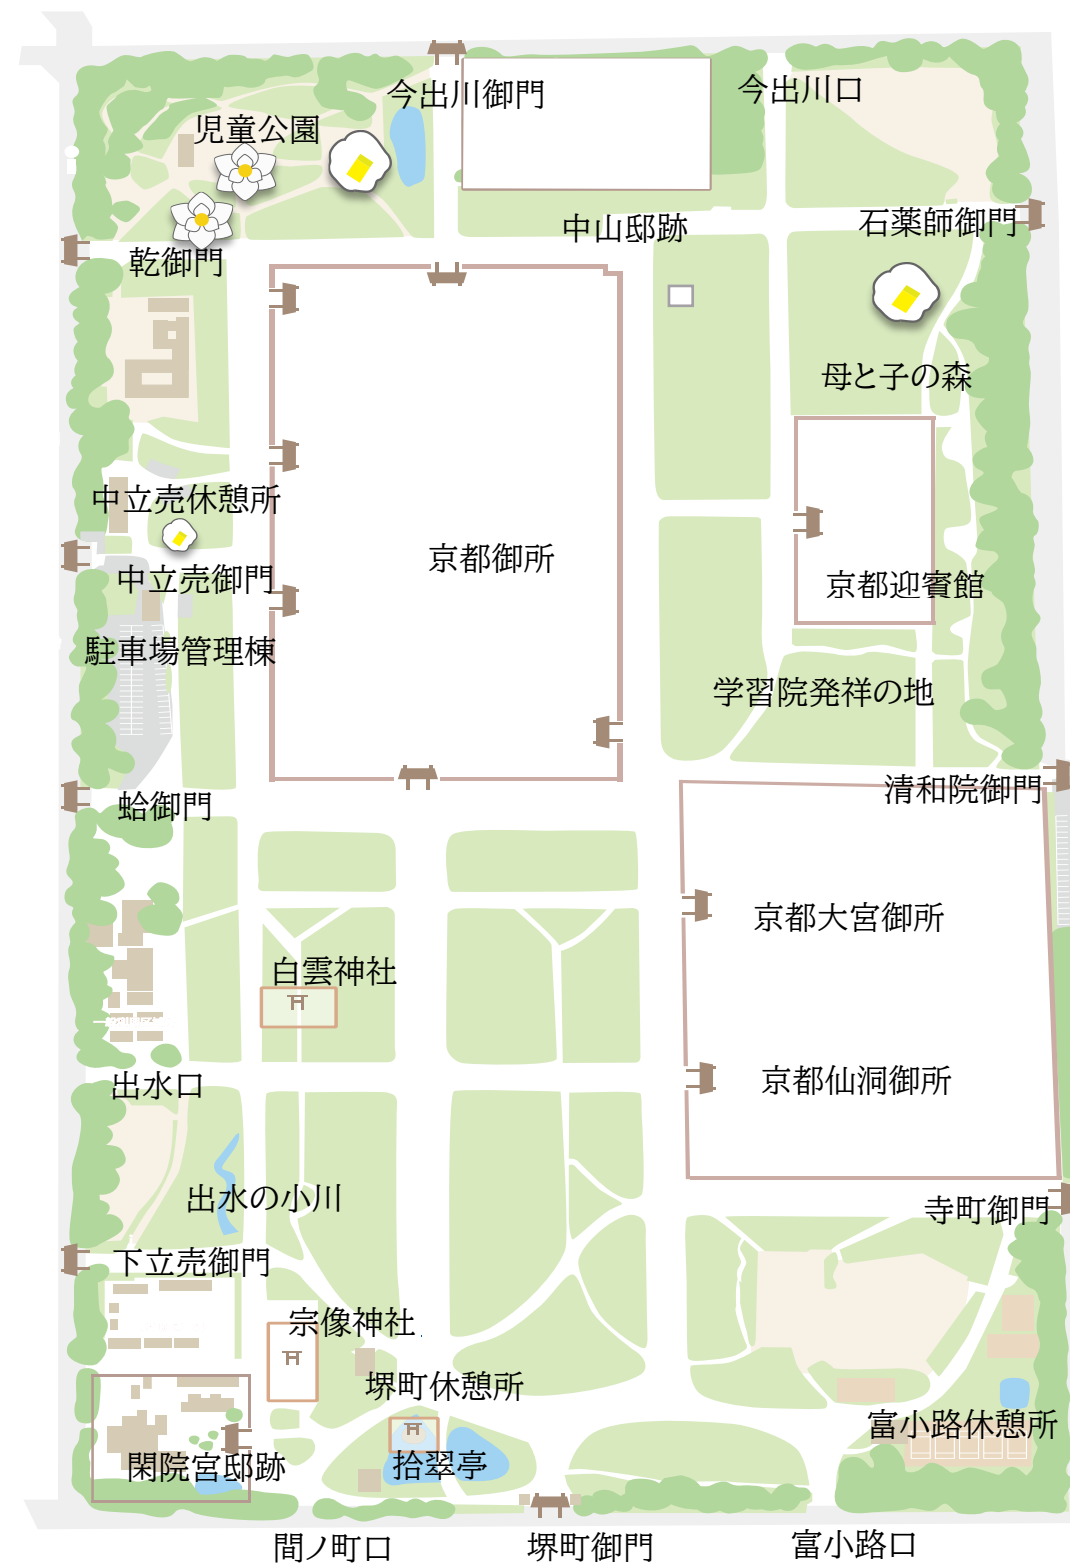 今出川御門
今出川口
児童公園
中山邸跡
石薬師御門
乾御門
母と子の森
中立売休憩所
京都御所
中立売御門
京都迎賓館
駐車場管理棟
学習院発祥の地
清和院御門
蛤御門
京都大宮御所
白雲神社
京都仙洞御所
出水口
出水の小川
寺町御門
下立売御門
宗像神社
堺町休憩所
富小路休憩所
閑院宮邸跡
拾翠亭
間ノ町口
堺町御門
富小路口